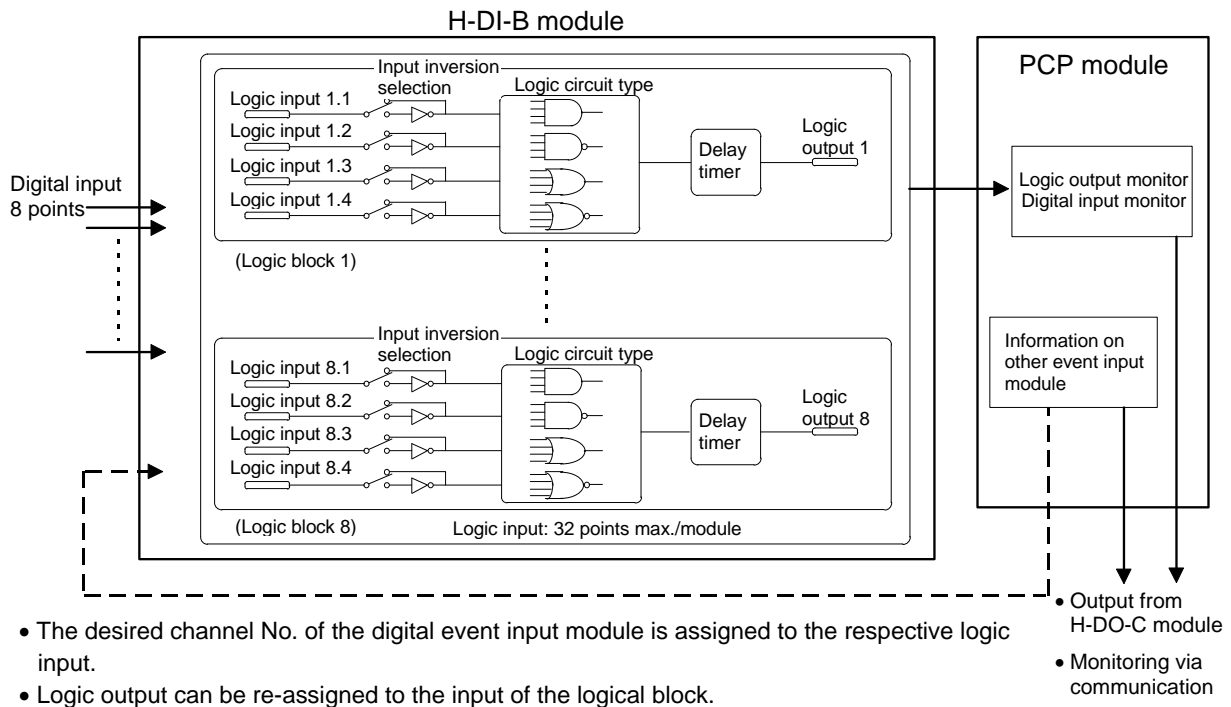 H-DI-B module
PCP module
Digital input
8 points
Input inversion
selection
Logic circuit type
Logic input 1.1
Logic input 1.2
Logic input 1.3
Logic input 1.4
Delay
timer
Logic
output 1
(Logic block 1)
Input inversion
selection
Logic circuit type
Logic input 8.1
Logic input 8.2
Logic input 8.3
Logic input 8.4
Delay
timer
Logic
output 8
(Logic block 8)
Logic input: 32 points max./module
Logic output monitor
Digital input monitor
Information on
other event input
module
• Output from
H-DO-C module
• Monitoring via
communication
• The desired channel No. of the digital event input module is assigned to the respective logic
input.
• Logic output can be re-assigned to the input of the logical block.